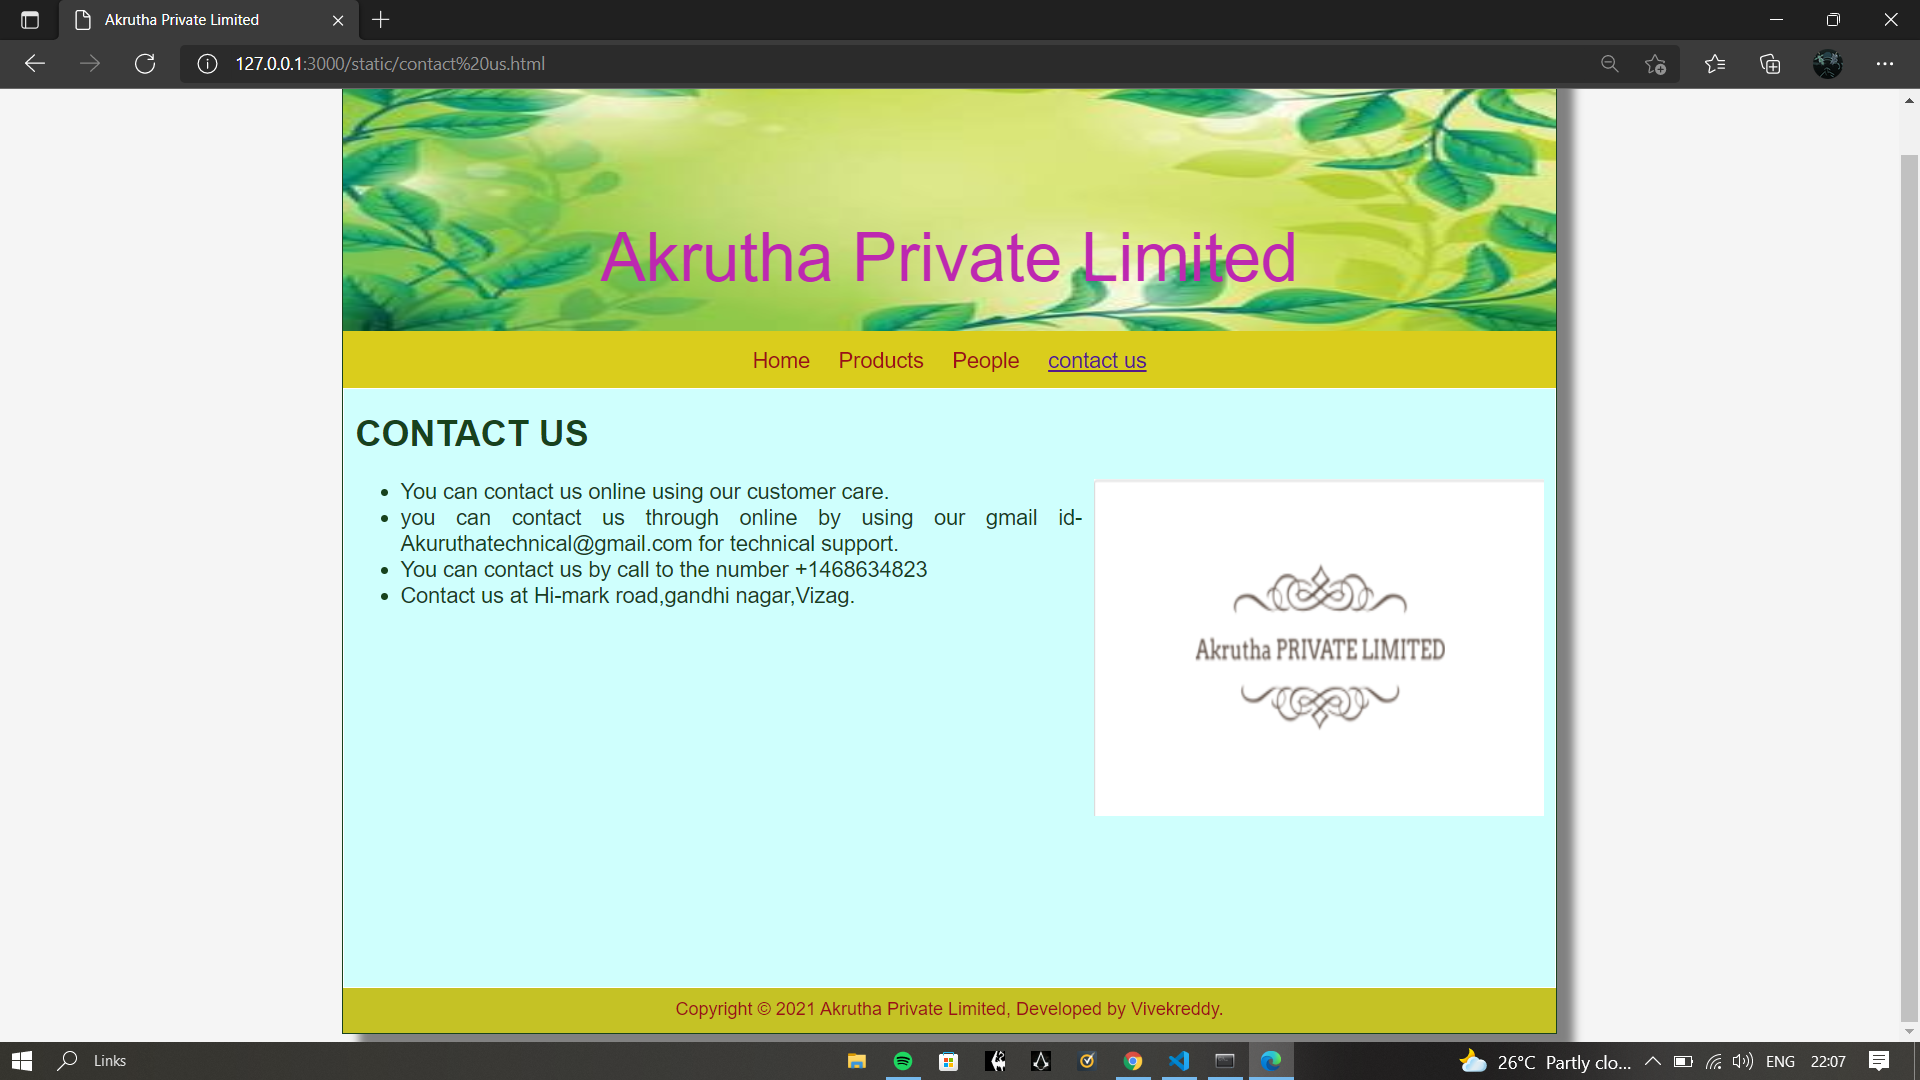 Akrutha Private Limited
127.0.0.1:3000/static/contact%20us.html
Akrutha Private Limited
Home Products People contact us
CONTACT US
You can contact us online using our customer care.
you can contact us through online by using our gmail id-
Akuruthatechnical@gmail.com for technical support.
You can contact us by call to the number +1468634823
Contact us at Hi-mark road,gandhi nagar,Vizag.
Akrutha PRIVATE LIMITED
Copyright © 2021 Akrutha Private Limited, Developed by Vivekreddy.
Links
26°C Partly clo...
ENG
22:07